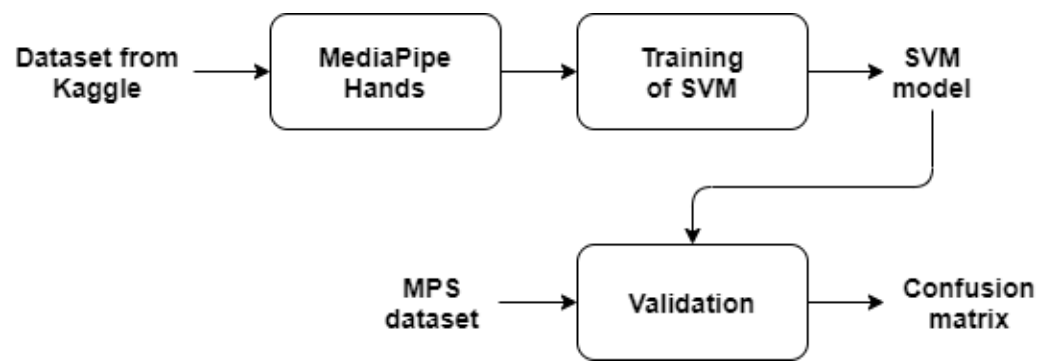 Dataset from
Kaggle
MediaPipe
Hands
Training
of SVM
SVM
model
MPS
dataset
Validation
Confusion
matrix